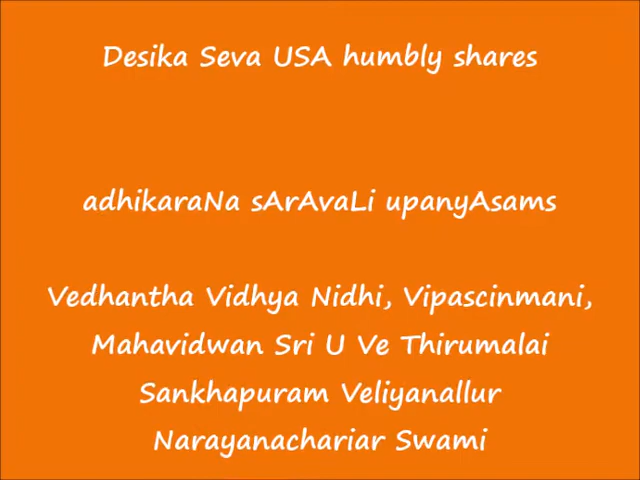 Desika Seva USA humbly shares
adhikaraNa sArAvaLi upanyAsams
Vedhantha Vidhya Nidhi, Vipascinmani,
Mahavidwan Sri U Ve Thirumalai
Sankhapuram Veliyanallur
Narayanachariar Swami